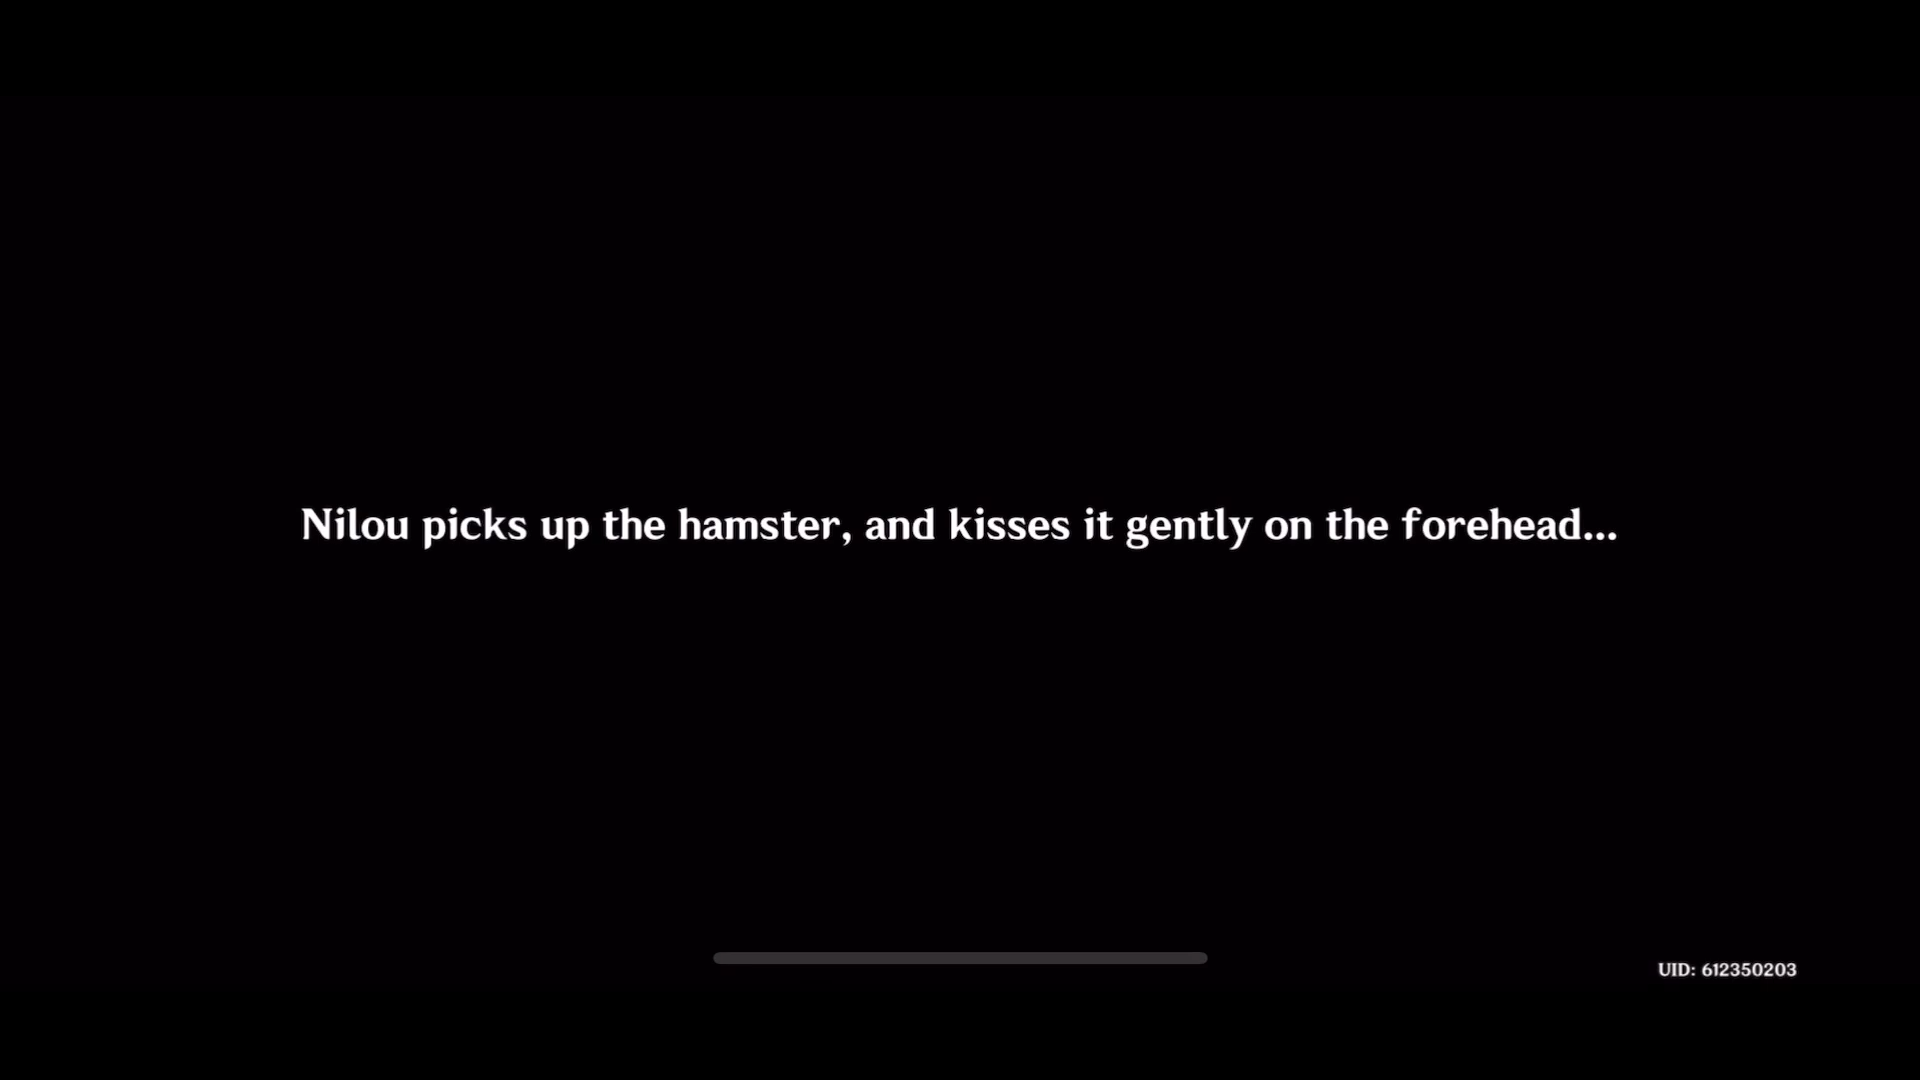 Nilou picks up the hamster, and kisses it gently on the forehead...
UID: 612350203